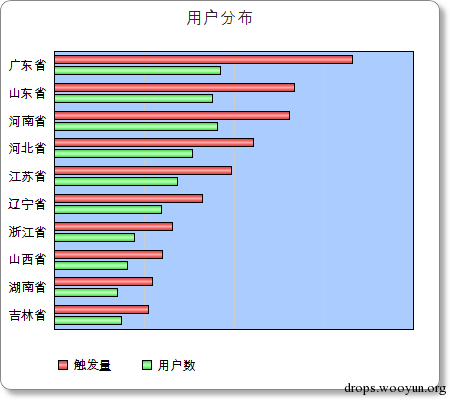 用户分布
广东省
山东省
河南省
河北省
江苏省
辽宁省
浙江省
山西省
湖南省
吉林省
触发量 用户数
drops.wooyun.org